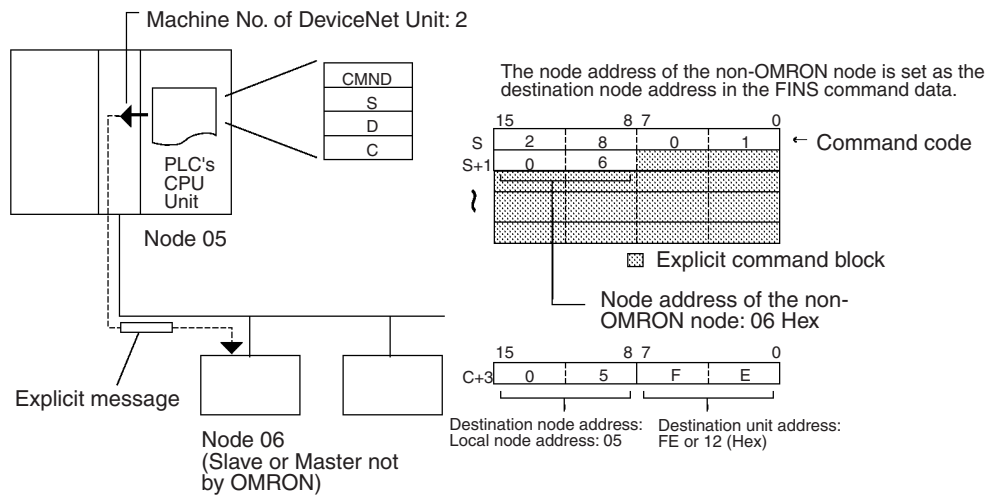 Machine No. of DeviceNet Unit: 2
CMND
S
D
C
PLC's
CPU
Unit
Node 05
Explicit message
Node 06
(Slave or Master not
by OMRON)
The node address of the non-OMRON node is set as the
destination node address in the FINS command data.
15 8 7 0
S 2 8 0 1 ← Command code
S+1 0 6
~
Explicit command block
Node address of the non-
OMRON node: 06 Hex
15 8 7 0
C+3 0 5 F E
Destination node address:
Local node address: 05
Destination unit address:
FE or 12 (Hex)